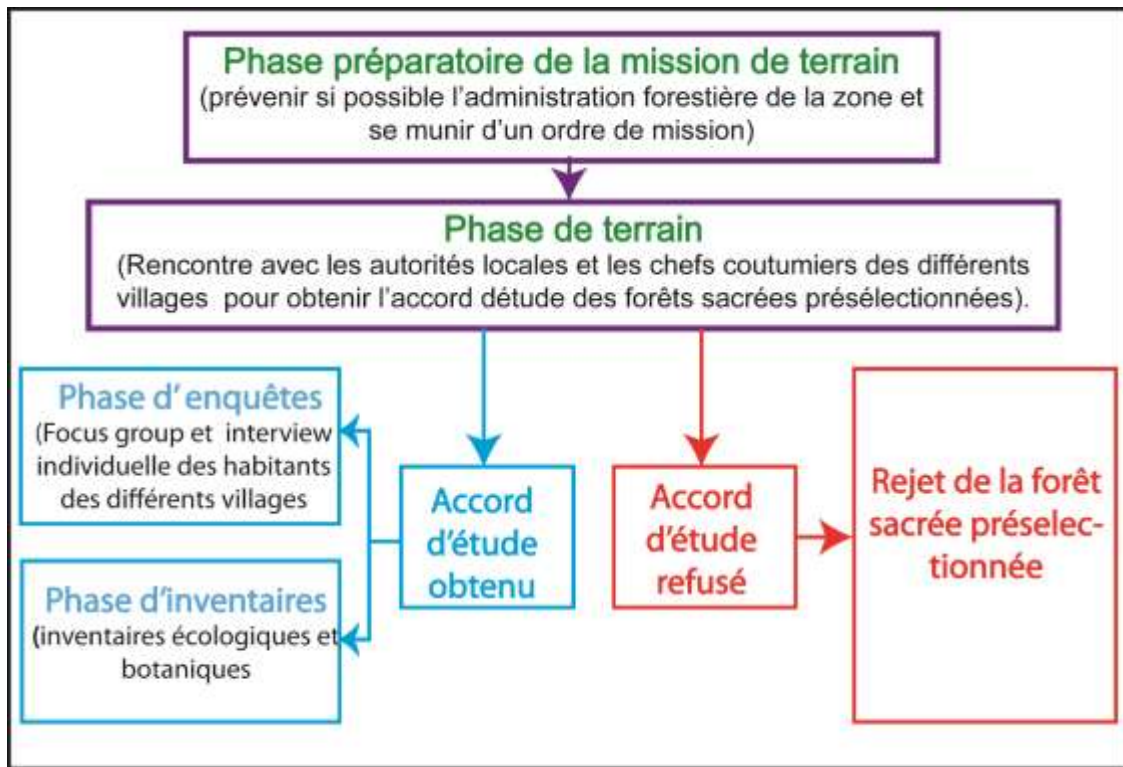 Phase préparatoire de la mission de terrain
(prévenir si possible l'administration forestière de la zone et
se munir d'un ordre de mission)
Phase de terrain
(Rencontre avec les autorités locales et les chefs coutumiers des différents
villages pour obtenir l'accord détude des forêts sacrées présélectionnées).
Phase d' enquêtes
(Focus group et interview
individuelle des habitants
des différents villages
Phase d'inventaires
(inventaires écologiques et
botaniques
Accord
d'étude
obtenu
Accord
d'étude
refusé
Rejet de la forêt
sacrée préselec-
tionnée